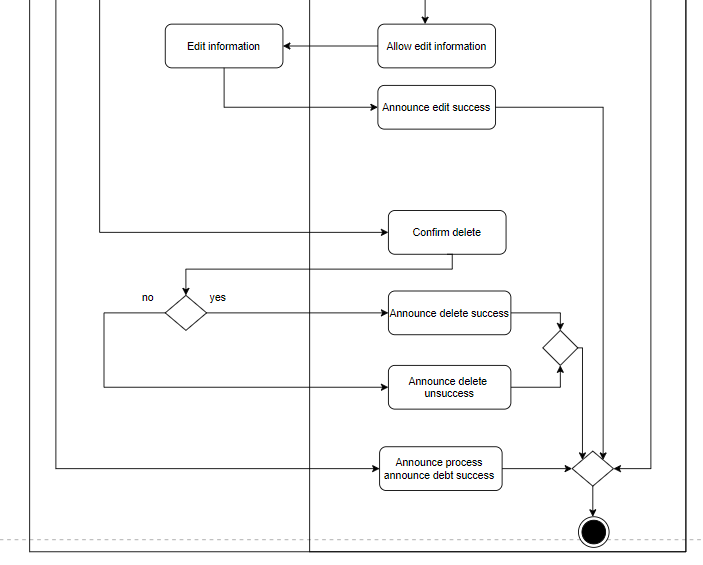 Edit information
Allow edit information
Announce edit success
Confirm delete
no
yes
Announce delete success
Announce delete
unsuccess
Announce process
announce debt success